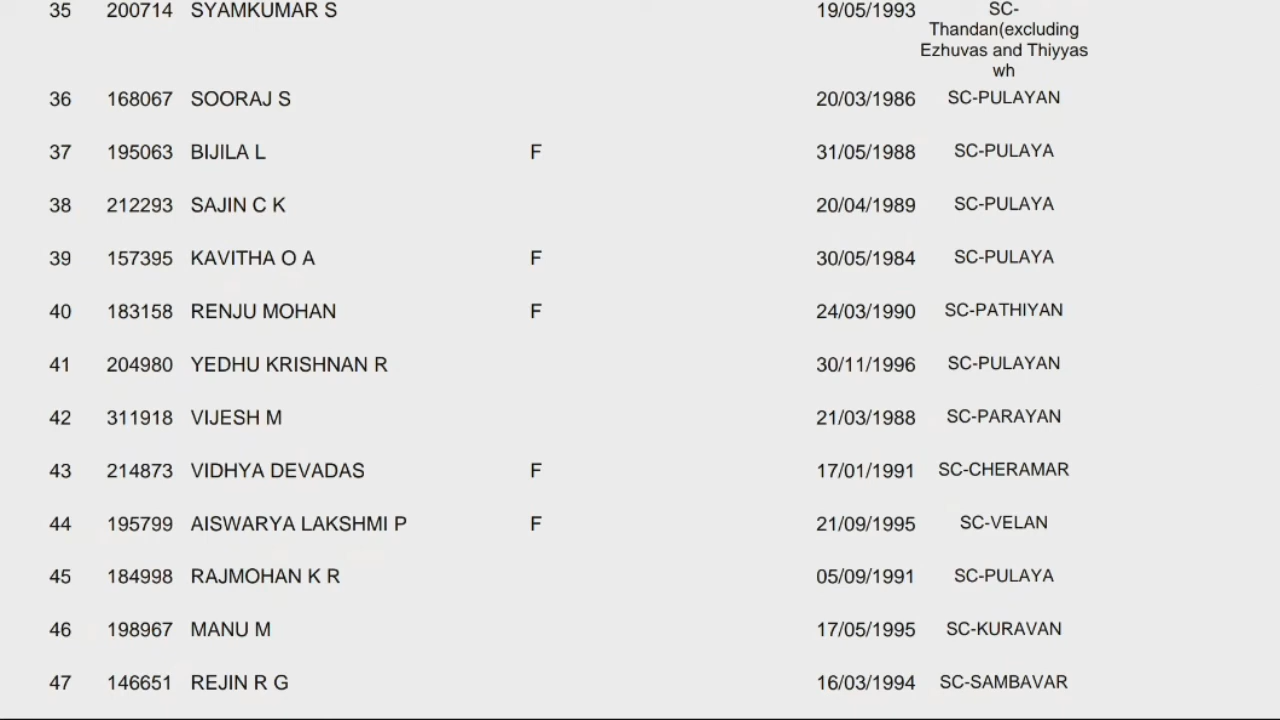 35 200714 SYAMKUMAR S 19/05/1993 SC-
Thandan(excluding
Ezhuvas and Thiyyas
wh
36 168067 SOORAJ S 20/03/1986 SC-PULAYAN
37 195063 BIJILA L F 31/05/1988 SC-PULAYA
38 212293 SAJIN C K 20/04/1989 SC-PULAYA
39 157395 KAVITHA O A F 30/05/1984 SC-PULAYA
40 183158 RENJU MOHAN F 24/03/1990 SC-PATHIYAN
41 204980 YEDHU KRISHNAN R 30/11/1996 SC-PULAYAN
42 311918 VIJESH M 21/03/1988 SC-PARAYAN
43 214873 VIDHYA DEVADAS F 17/01/1991 SC-CHERAMAR
44 195799 AISWARYA LAKSHMI P F 21/09/1995 SC-VELAN
45 184998 RAJMOHAN K R 05/09/1991 SC-PULAYA
46 198967 MANU M 17/05/1995 SC-KURAVAN
47 146651 REJIN R G 16/03/1994 SC-SAMBAVAR